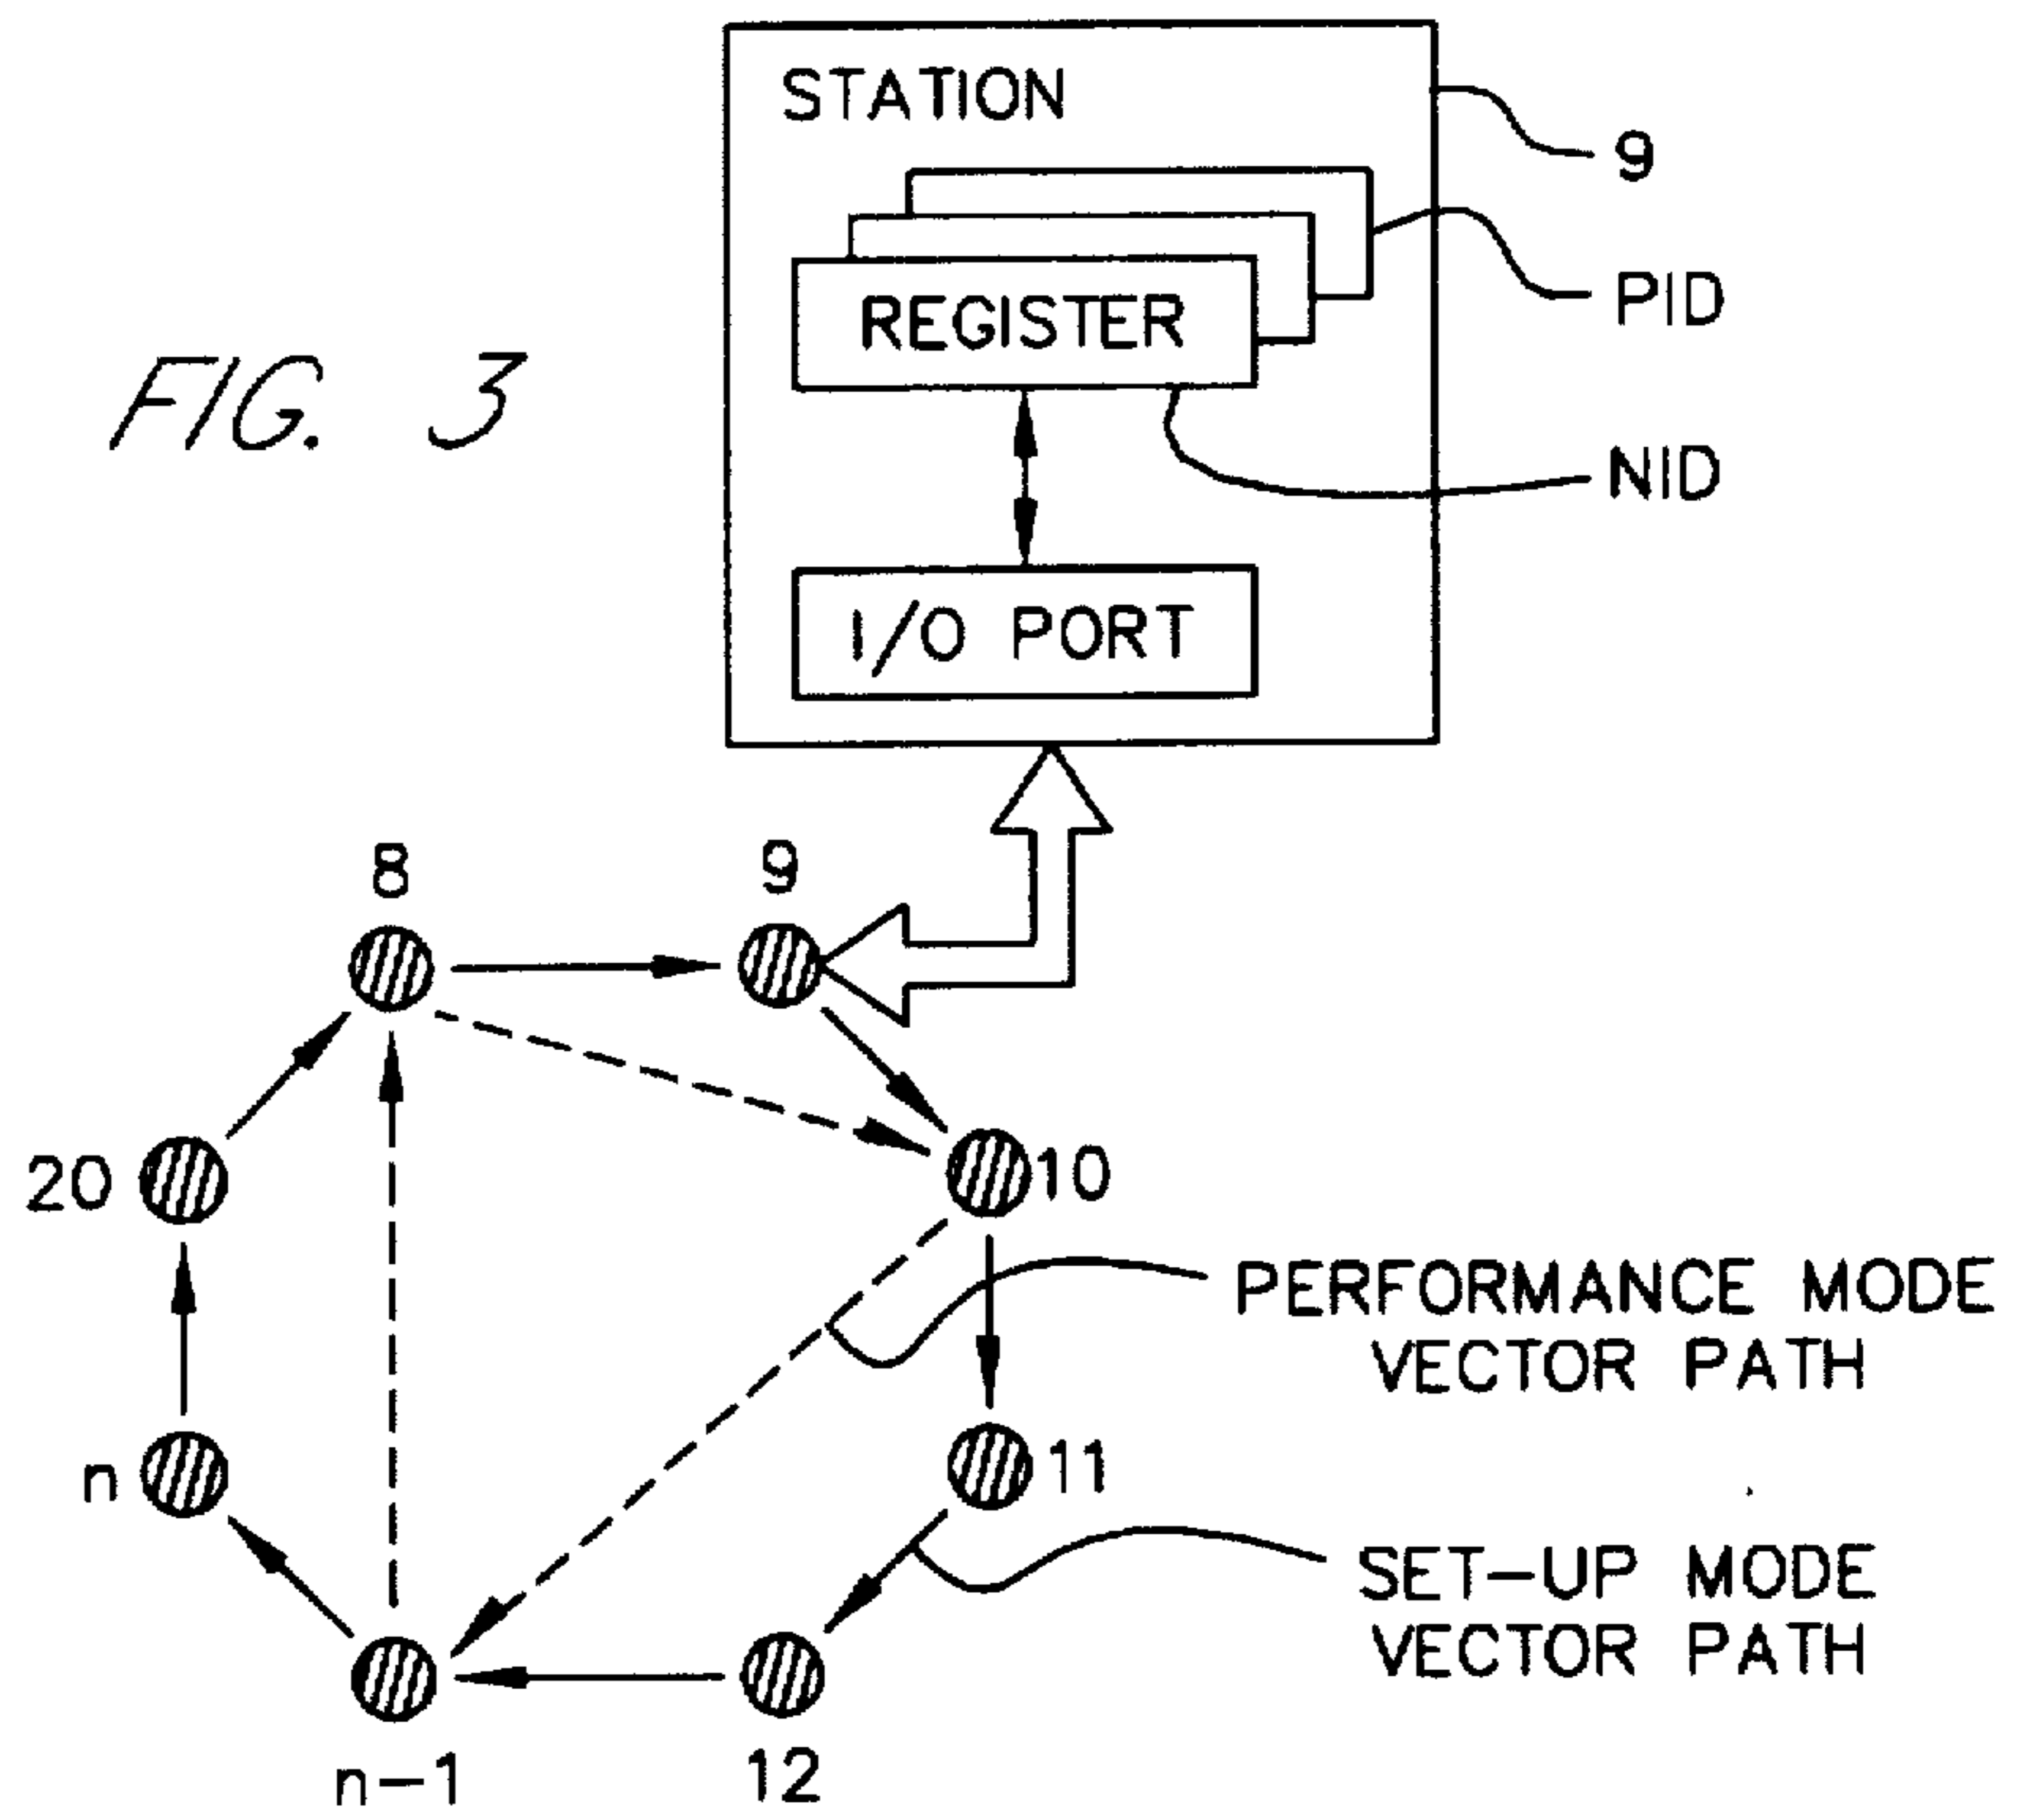 STATION
9
PID
REGISTER
FIG. 3
NID
I/O PORT
8
9
20
10
PERFORMANCE MODE
VECTOR PATH
n
11
SET-UP MODE
VECTOR PATH
n-1
12